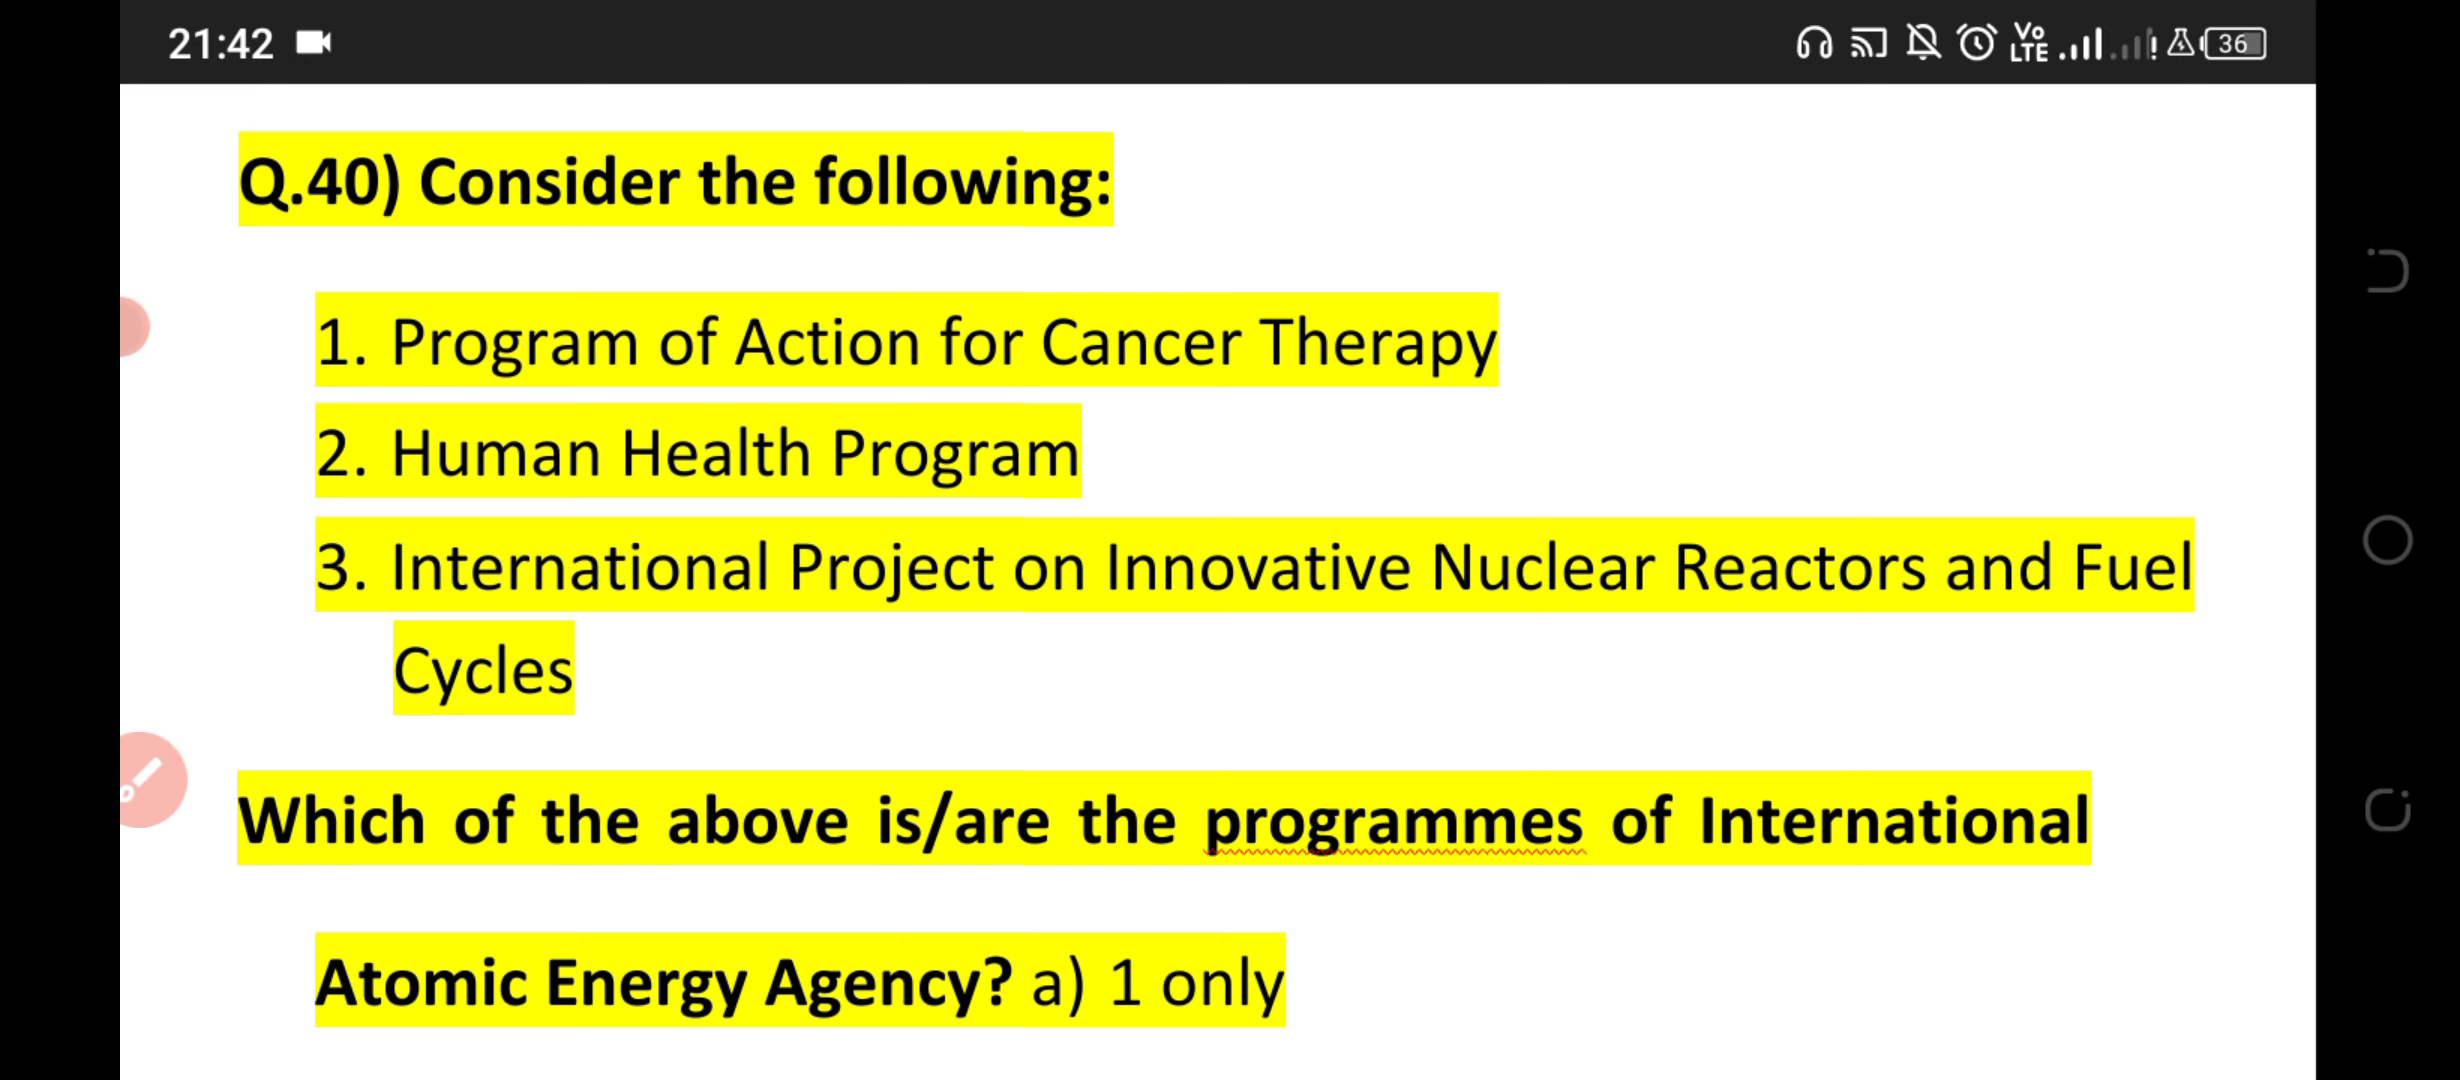 21:42
Vo
LTE
36
Q.40) Consider the following:
1. Program of Action for Cancer Therapy
2. Human Health Program
3. International Project on Innovative Nuclear Reactors and Fuel
Cycles
Which of the above is/are the programmes of International
Atomic Energy Agency? a) 1 only